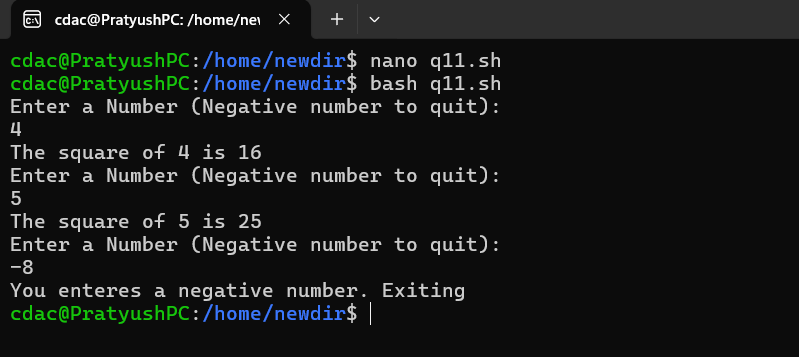 cdac@PratyushPC: /home/nev
cdac@PratyushPC:/home/newdir$ nano q11.sh
cdac@PratyushPC:/home/newdir$ bash q11.sh
Enter a Number (Negative number to quit):
4
The square of 4 is 16
Enter a Number (Negative number to quit):
5
The square of 5 is 25
Enter a Number (Negative number to quit):
-8
You enteres a negative number. Exiting
cdac@PratyushPC:/home/newdir$